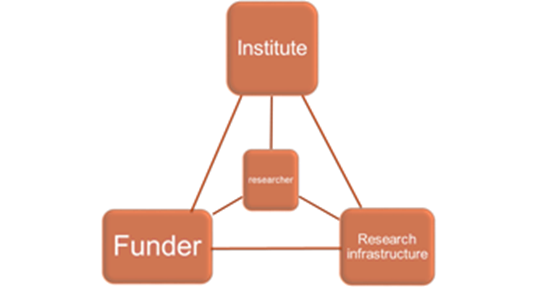 Institute
researcher
Funder
Research
infrastructure